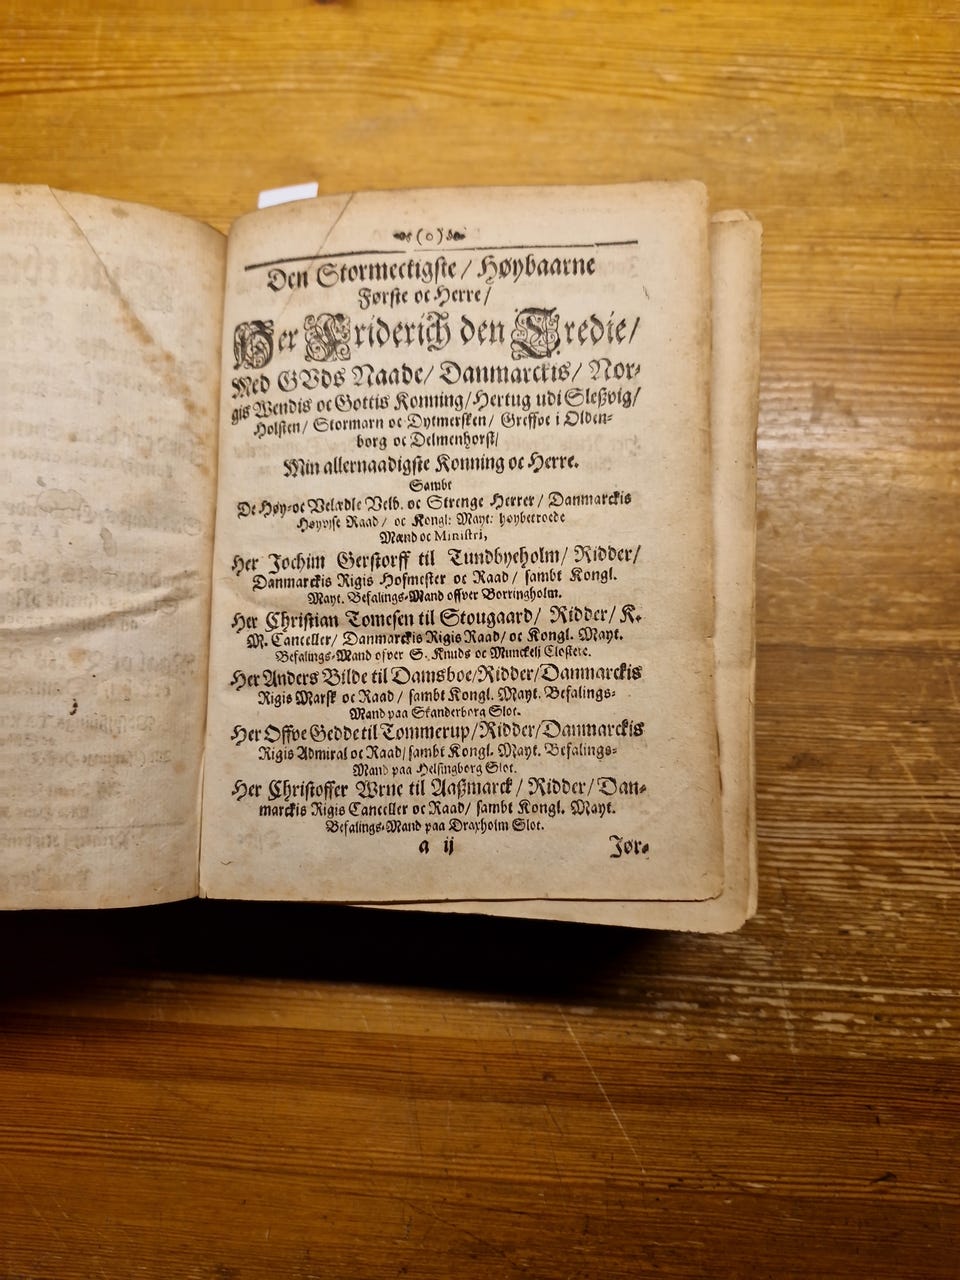 (o)
Den Stormectigste / Høybaarne
Første oc Herre /
Her Friderich den Tredie /
Med GVds Naade / Danmarckis / Nor-
gis Wendis oc Gottis Konning / Hertug udi Sleßvig /
Holsten / Stormarn oc Dytmersken / Greffve i Olden-
borg oc Delmenhorst /
Min allernaadigste Konning oc Herre.
Sambt
De Høy- oc Velædle Velb. oc Strenge Herrer / Danmarckis
Høyvise Raad / oc Kongl: Mayt: høybetroede
Mænd oc Ministri,
Her Jochim Gerstorff til Tundbyeholm / Ridder /
Danmarckis Rigis Hofmester oc Raad / sambt Kongl.
Mayt. Befalings-Mand offver Borringholm.
Her Christian Tomesen til Stougaard / Ridder / K.
M. Canceller / Danmarckis Rigis Raad / oc Kongl. Mayt.
Befalings-Mand ofver S. Knuds oc Munckelj Clostere.
Her Anders Bilde til Damsboe / Ridder / Danmarckis
Rigis Marsk oc Raad / sambt Kongl. Mayt. Befalings-
Mand paa Skanderborg Slot.
Her Offve Gedde til Tommerup / Ridder / Danmarckis
Rigis Admiral oc Raad / sambt Kongl. Mayt. Befalings-
Mand paa Helsingborg Slot.
Her Christoffer Wrne til Aaßmarck / Ridder / Dan-
marckis Rigis Canceller oc Raad / sambt Kongl. Mayt.
Befalings-Mand paa Draxholm Slot.
a ij
Jør-